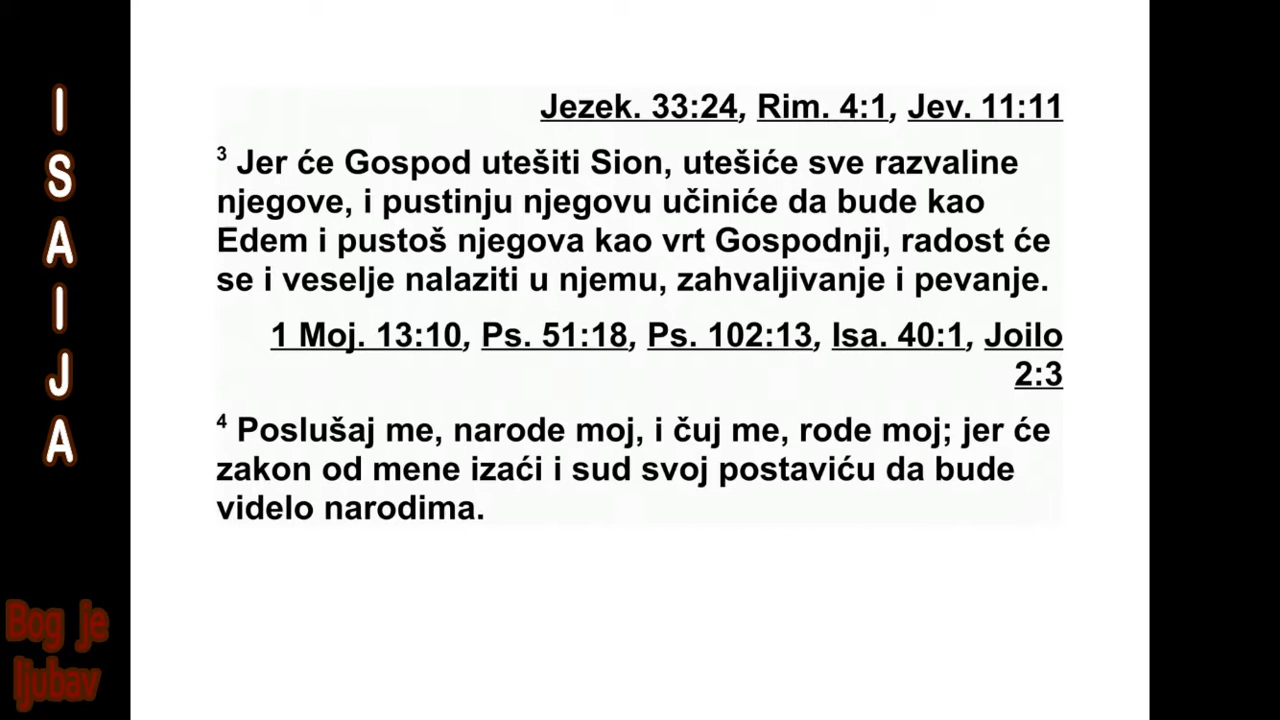 ISAIJA
Bog je
ljubav
Jezek. 33:24, Rim. 4:1, Jev. 11:11
3 Jer će Gospod utešiti Sion, utešiće sve razvaline
njegove, i pustinju njegovu učiniće da bude kao
Edem i pustoš njegova kao vrt Gospodnji, radost će
se i veselje nalaziti u njemu, zahvaljivanje i pevanje.
1 Moj. 13:10, Ps. 51:18, Ps. 102:13, Isa. 40:1, Joilo
2:3
4 Poslušaj me, narode moj, i čuj me, rode moj; jer će
zakon od mene izaći i sud svoj postaviću da bude
videlo narodima.